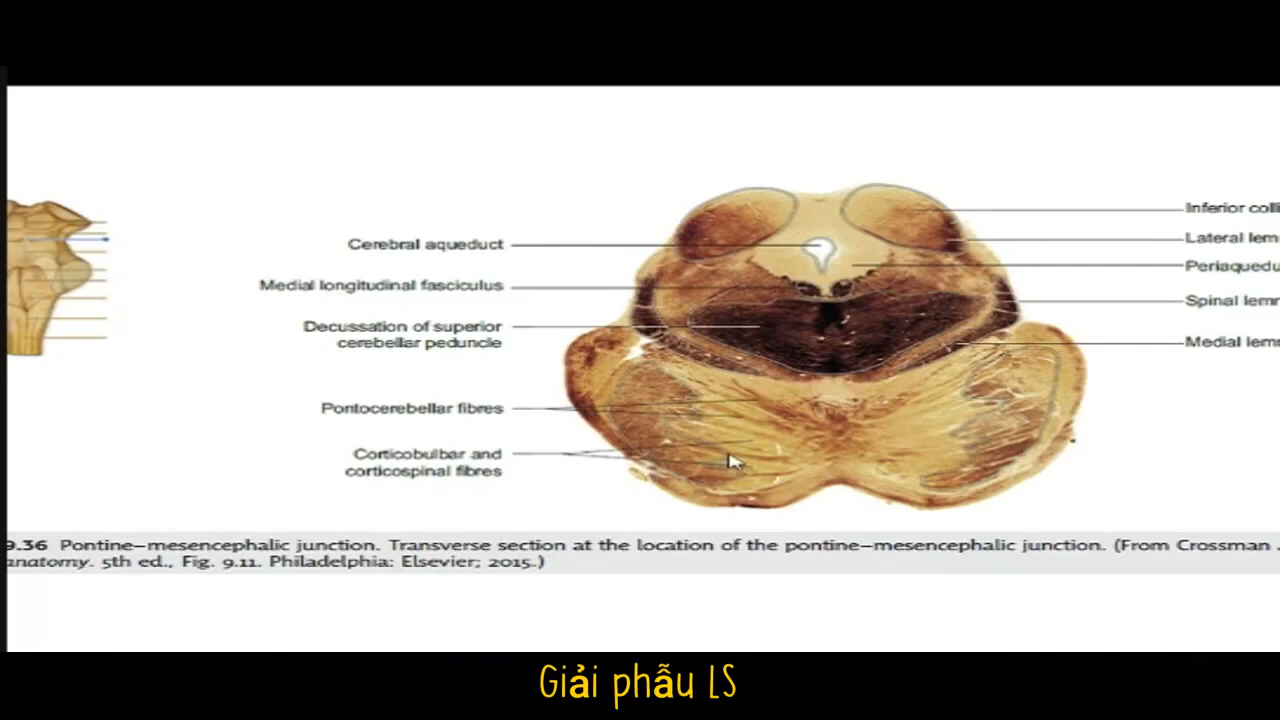 Cerebral aqueduct
Medial longitudinal fasciculus
Decussation of superior
cerebellar peduncle
Pontocerebellar fibres
Corticobulbar and
corticospinal fibres
Inferior colli
Lateral lem
Periaquedu
Spinal lemn
Medial lem
9.36 Pontine–mesencephalic junction. Transverse section at the location of the pontine–mesencephalic junction. (From Crossman
anatomy. 5th ed., Fig. 9.11. Philadelphia: Elsevier; 2015.)
Giải phẫu LS